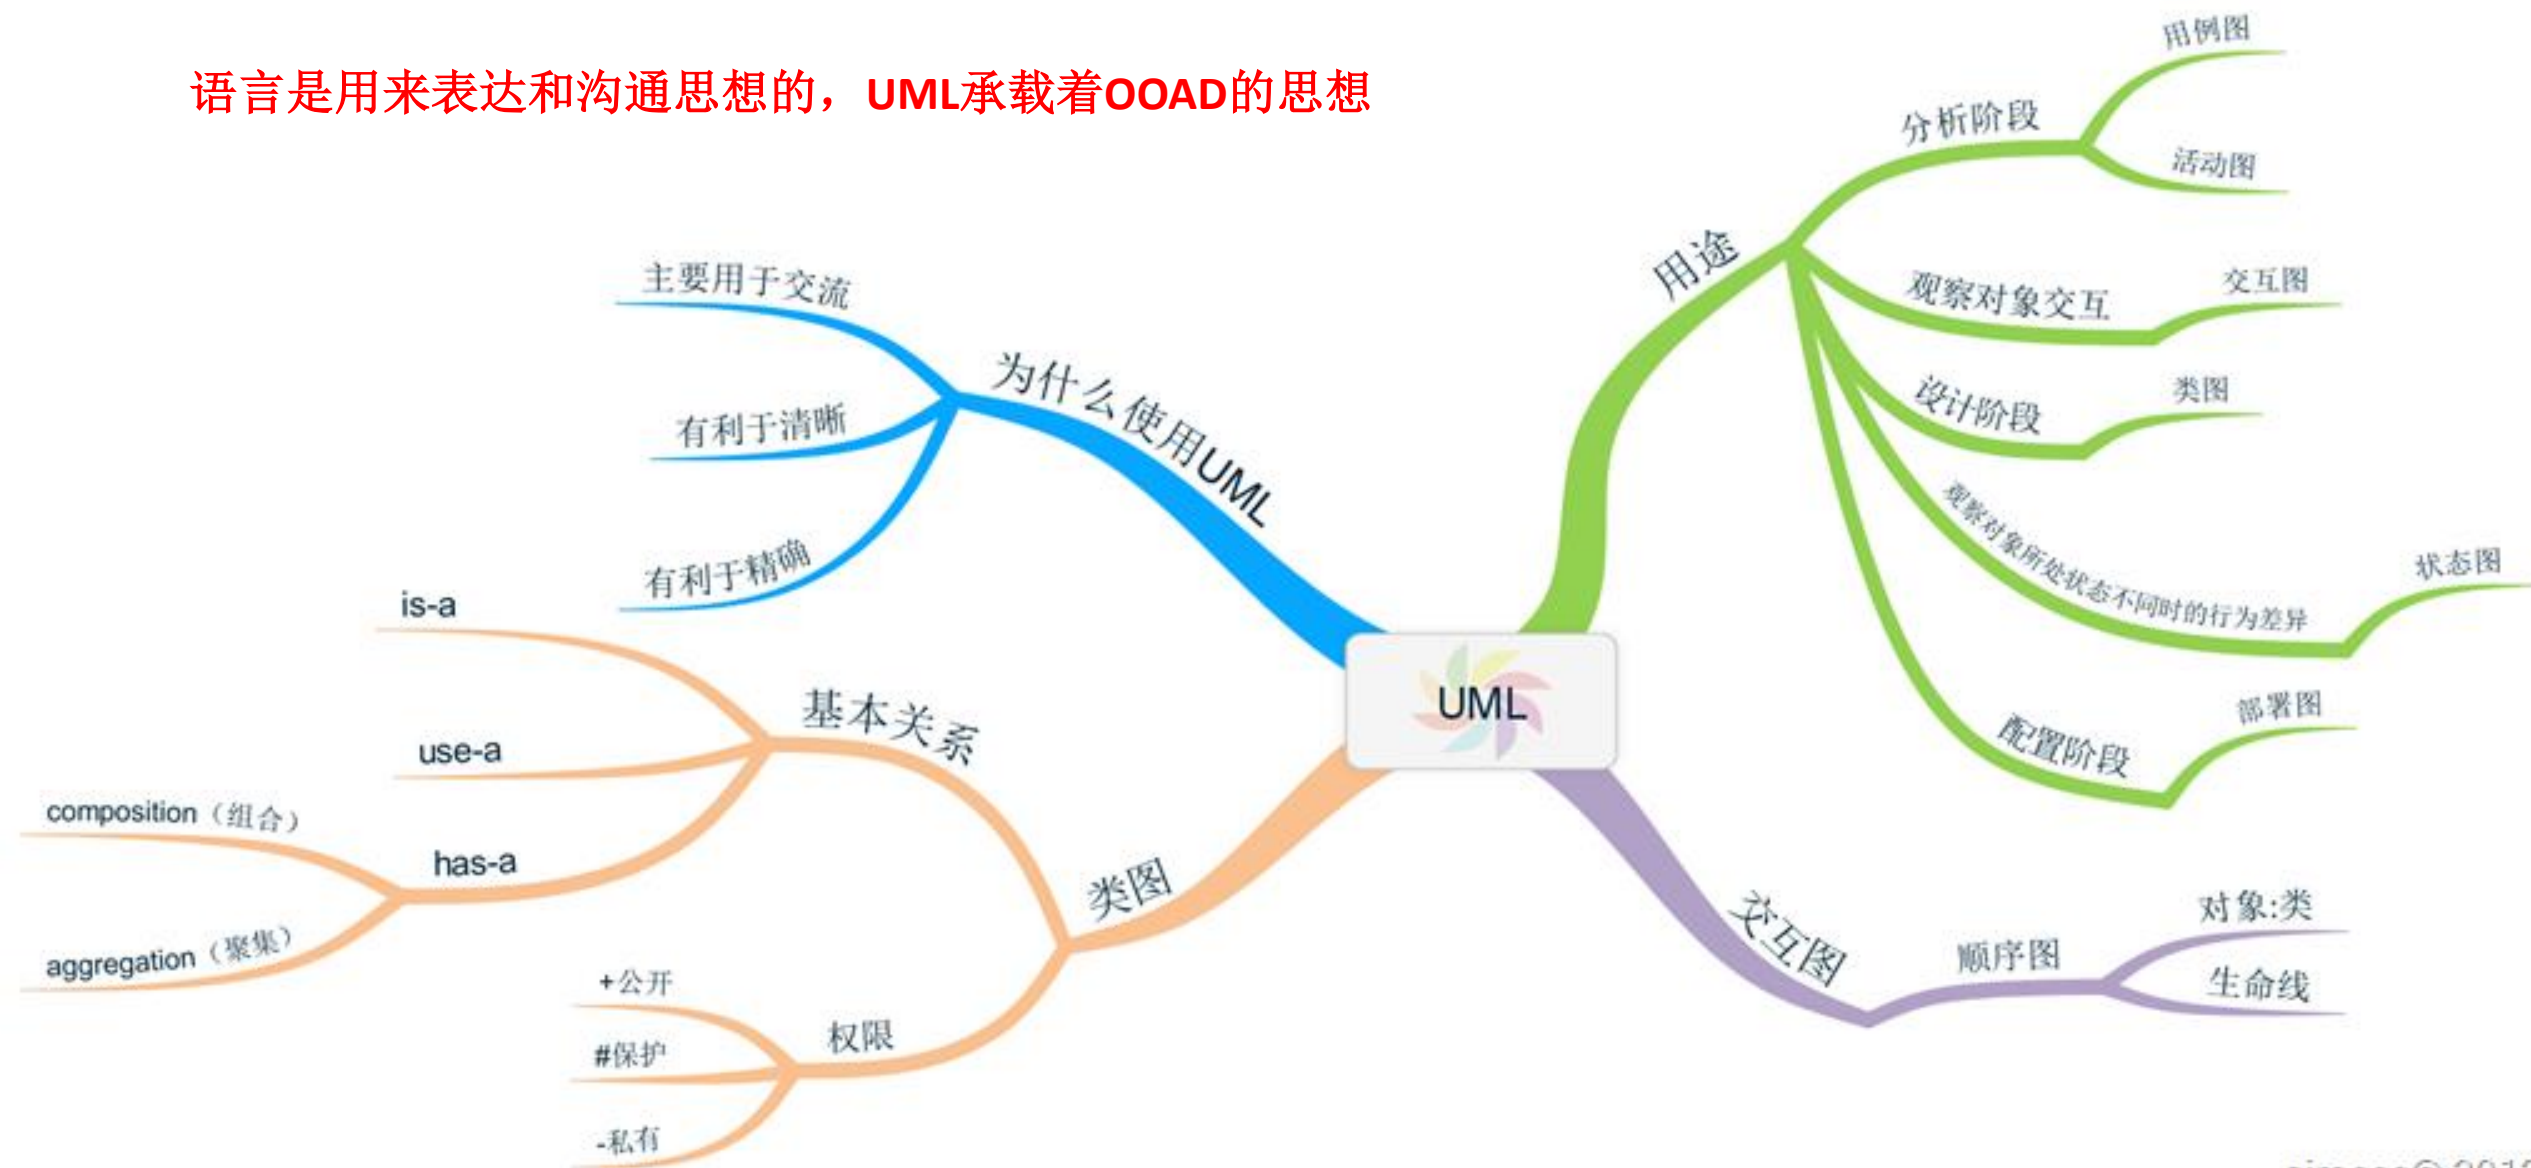 语言是用来表达和沟通思想的，UML承载着OOAD的思想
UML
为什么使用UML
主要用于交流
有利于清晰
有利于精确
用途
分析阶段
用例图
活动图
观察对象交互
交互图
设计阶段
类图
观察对象所处状态不同时的行为差异
状态图
配置阶段
部署图
类图
基本关系
is-a
use-a
has-a
composition（组合）
aggregation（聚集）
权限
+公开
#保护
-私有
交互图
顺序图
对象:类
生命线